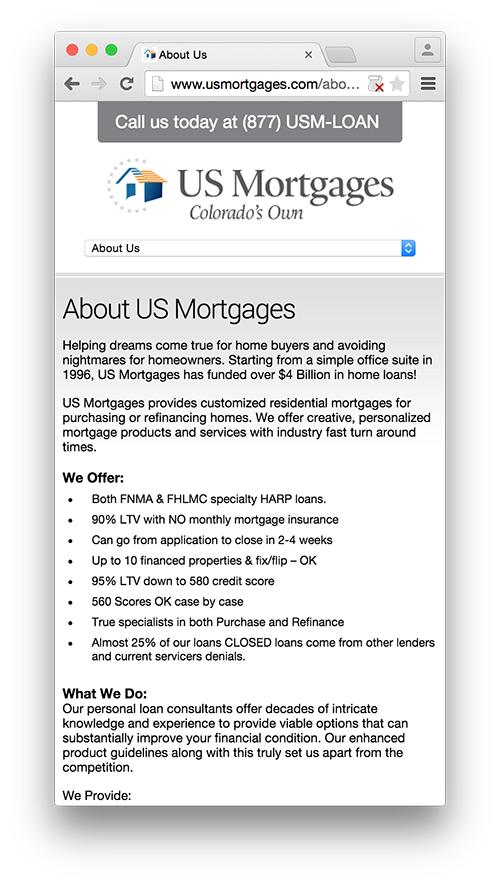 About Us
www.usmortgages.com/abo...
Call us today at (877) USM-LOAN
US Mortgages
Colorado's Own
About Us
About US Mortgages
Helping dreams come true for home buyers and avoiding
nightmares for homeowners. Starting from a simple office suite in
1996, US Mortgages has funded over $4 Billion in home loans!
US Mortgages provides customized residential mortgages for
purchasing or refinancing homes. We offer creative, personalized
mortgage products and services with industry fast turn around
times.
We Offer:
• Both FNMA & FHLMC specialty HARP loans.
• 90% LTV with NO monthly mortgage insurance
• Can go from application to close in 2-4 weeks
• Up to 10 financed properties & fix/flip – OK
• 95% LTV down to 580 credit score
• 560 Scores OK case by case
• True specialists in both Purchase and Refinance
• Almost 25% of our loans CLOSED loans come from other lenders
and current servicers denials.
What We Do:
Our personal loan consultants offer decades of intricate
knowledge and experience to provide viable options that can
substantially improve your financial condition. Our enhanced
product guidelines along with this truly set us apart from the
competition.
We Provide: